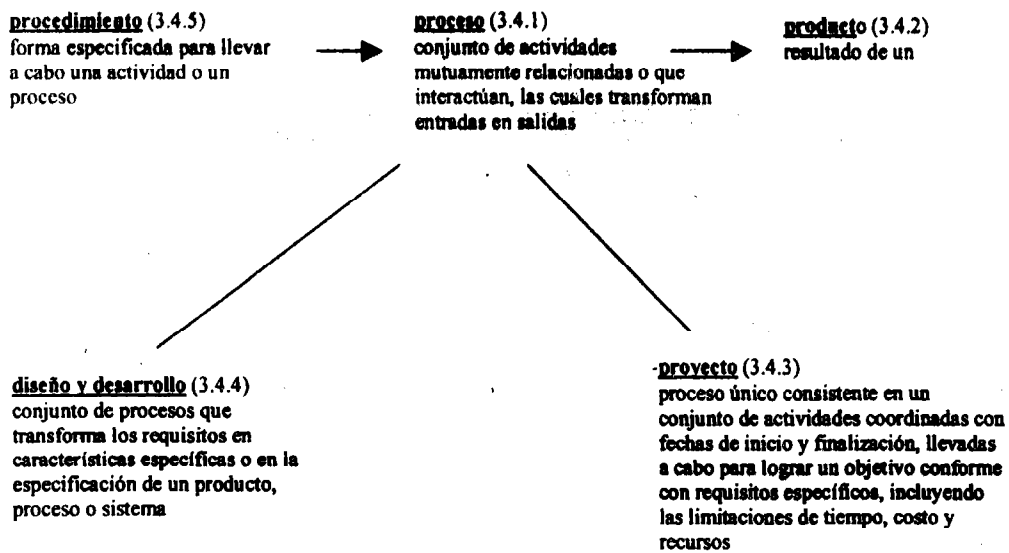 procedimiento (3.4.5)
forma especificada para llevar
a cabo una actividad o un
proceso
proceso (3.4.1)
conjunto de actividades
mutuamente relacionadas o que
interactúan, las cuales transforman
entradas en salidas
producto (3.4.2)
resultado de un
diseño y desarrollo (3.4.4)
conjunto de procesos que
transforma los requisitos en
características específicas o en la
especificación de un producto,
proceso o sistema
proyecto (3.4.3)
proceso único consistente en un
conjunto de actividades coordinadas con
fechas de inicio y finalización, llevadas
a cabo para lograr un objetivo conforme
con requisitos específicos, incluyendo
las limitaciones de tiempo, costo y
recursos